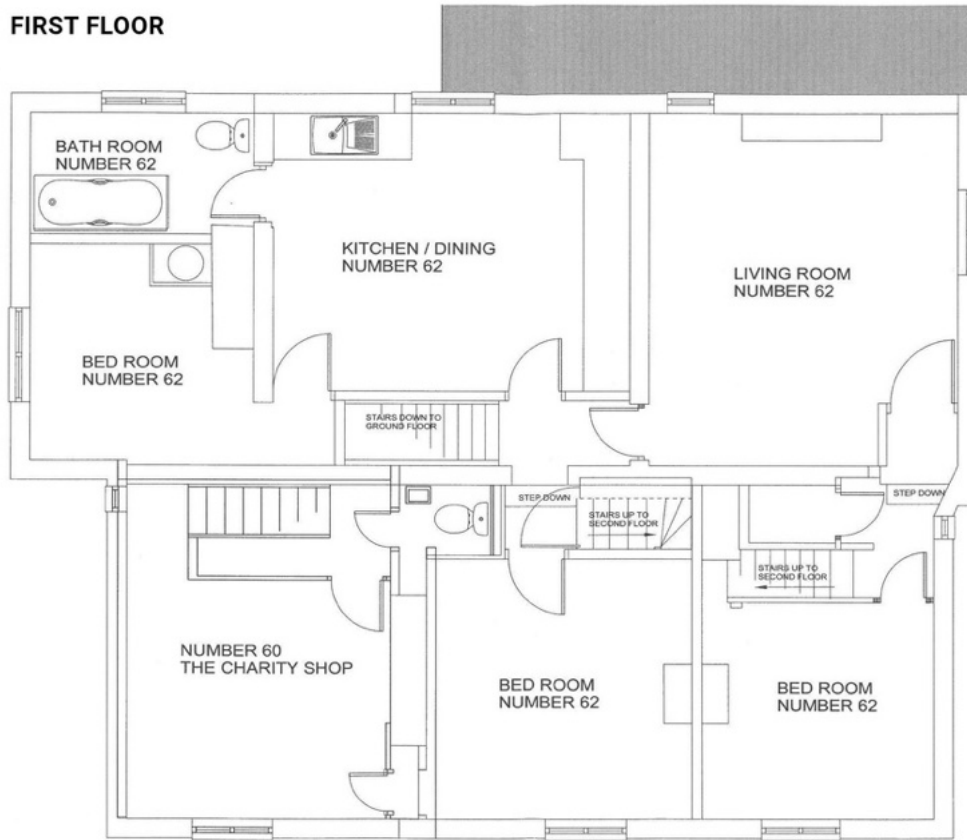 FIRST FLOOR
BATH ROOM
NUMBER 62
KITCHEN / DINING
NUMBER 62
LIVING ROOM
NUMBER 62
BED ROOM
NUMBER 62
STAIRS DOWN TO
GROUND FLOOR
STEP DOWN
STAIRS UP TO
SECOND FLOOR
STEP DOWN
STAIRS UP TO
SECOND FLOOR
NUMBER 60
THE CHARITY SHOP
BED ROOM
NUMBER 62
BED ROOM
NUMBER 62